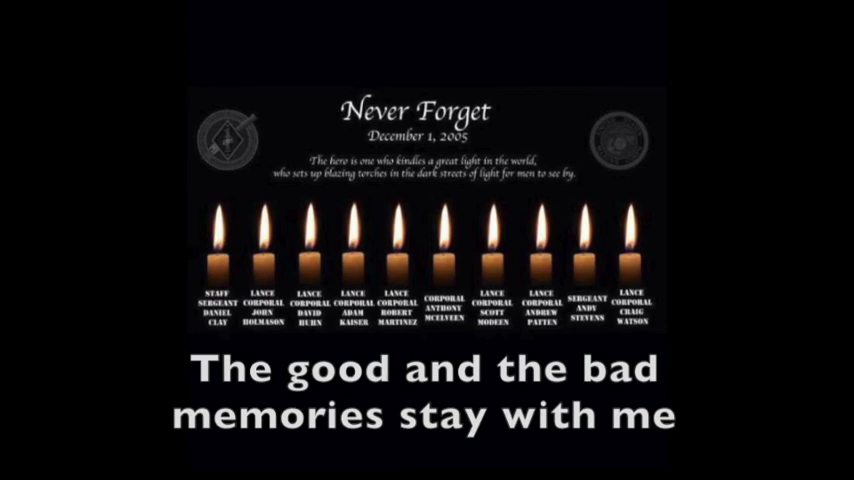 Never Forget
December 1, 2005
The hero is one who kindles a great light in the world,
who sets up blazing torches in the dark streets of light for men to see by.
STAFF
SERGEANT
DANIEL
CLAY
LANCE
CORPORAL
JOHN
HOLMASON
LANCE
CORPORAL
DAVID
HUHN
LANCE
CORPORAL
ADAM
KAISER
LANCE
CORPORAL
ROBERT
MARTINEZ
CORPORAL
ANTHONY
MCELVEEN
LANCE
CORPORAL
SCOTT
MODEEN
LANCE
CORPORAL
ANDREW
PATTEN
SERGEANT
ANDY
STEVENS
LANCE
CORPORAL
CRAIG
WATSON
The good and the bad
memories stay with me